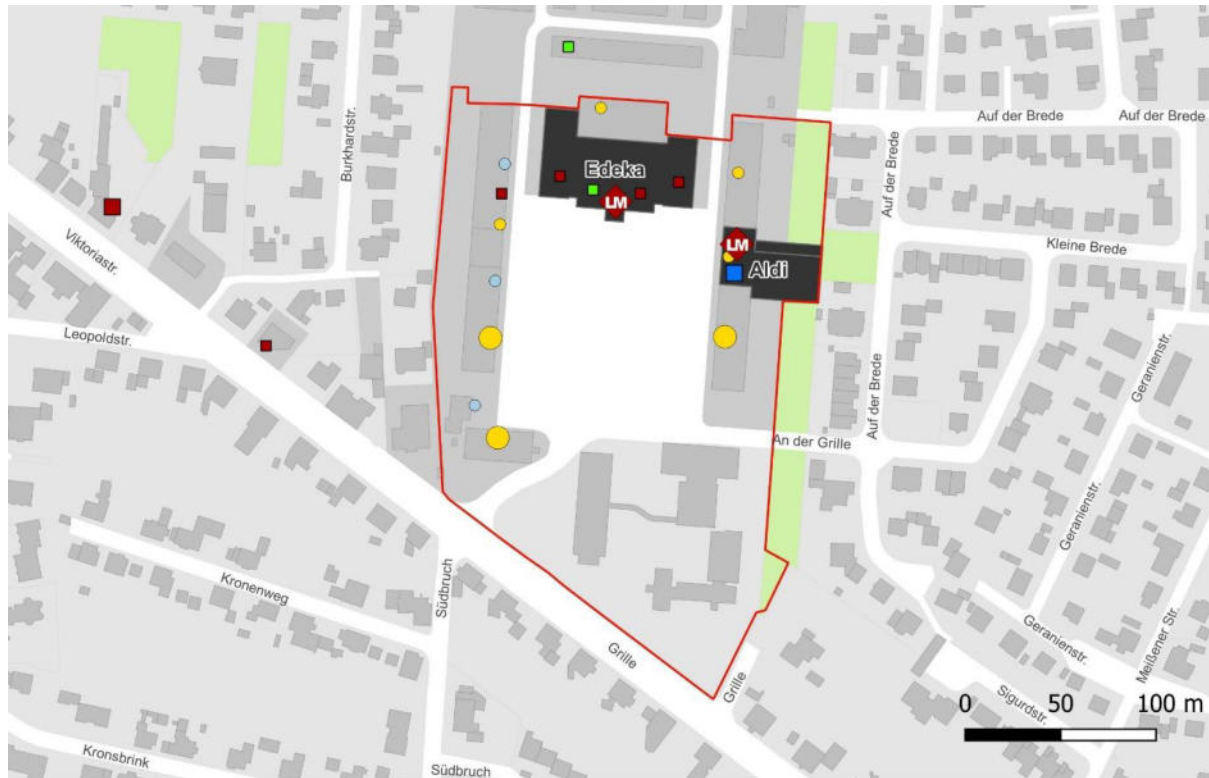 Auf der Brede
Auf der Brede
Burkhardstr.
Edeka
LM
Auf der Brede
Viktoriastr.
LM
Aldi
Kleine Brede
Leopoldstr.
Geranienstr.
Auf der Brede
An der Grille
Geranienstr.
Kronenweg
Südbruch
Grille
Grille
Geranienstr.
Meißener Str.
Sigurdstr.
0 50 100 m
Kronsbrink
Südbruch